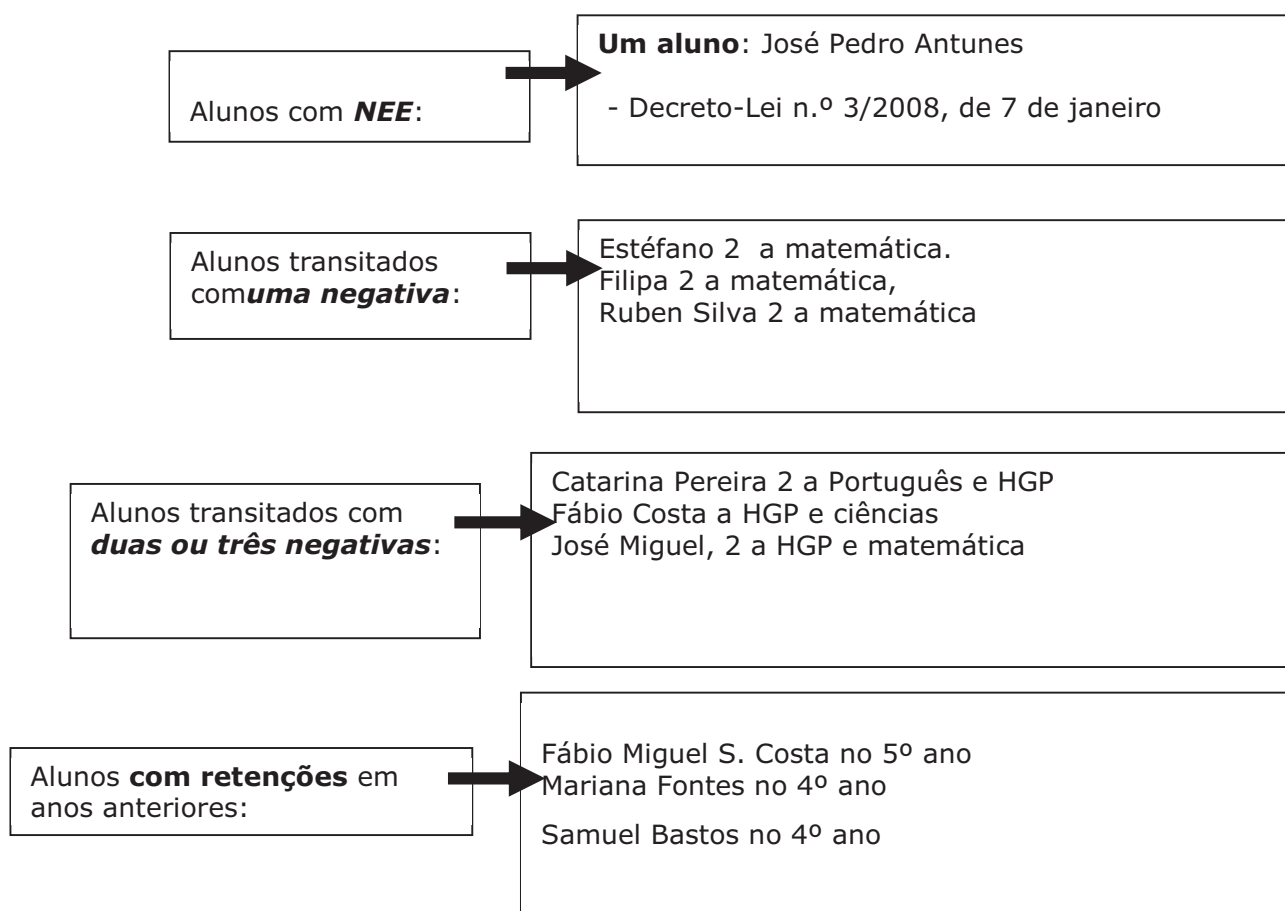 Alunos com NEE:
Um aluno: José Pedro Antunes
- Decreto-Lei n.º 3/2008, de 7 de janeiro
Alunos transitados
comuma negativa:
Estéfano 2  a matemática.
Filipa 2 a matemática,
Ruben Silva 2 a matemática
Alunos transitados com
duas ou três negativas:
Catarina Pereira 2 a Português e HGP
Fábio Costa a HGP e ciências
José Miguel, 2 a HGP e matemática
Alunos com retenções em
anos anteriores:
Fábio Miguel S. Costa no 5º ano
Mariana Fontes no 4º ano
Samuel Bastos no 4º ano